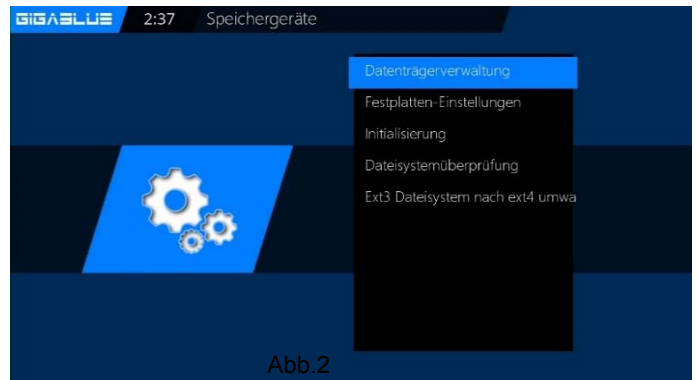 GIGABLUE 2:37 Speichergeräte
Datenträgerverwaltung
Festplatten-Einstellungen
Initialisierung
Dateisystemüberprüfung
Ext3 Dateisystem nach ext4 umwa
Abb.2